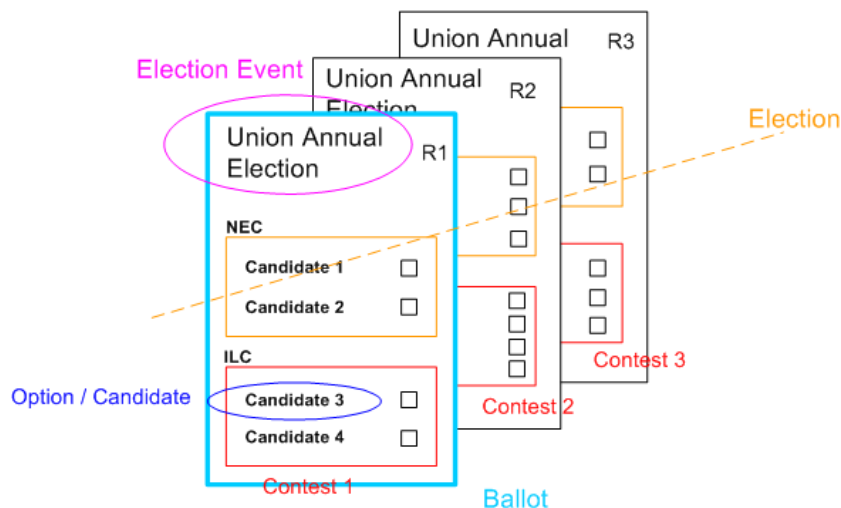 Union Annual
R3
Election Event
Union Annual
Election
R2
Election
Union Annual
Election
R1
NEC
Candidate 1
Candidate 2
ILC
Contest 3
Option / Candidate
Candidate 3
Contest 2
Candidate 4
Contest 1
Ballot